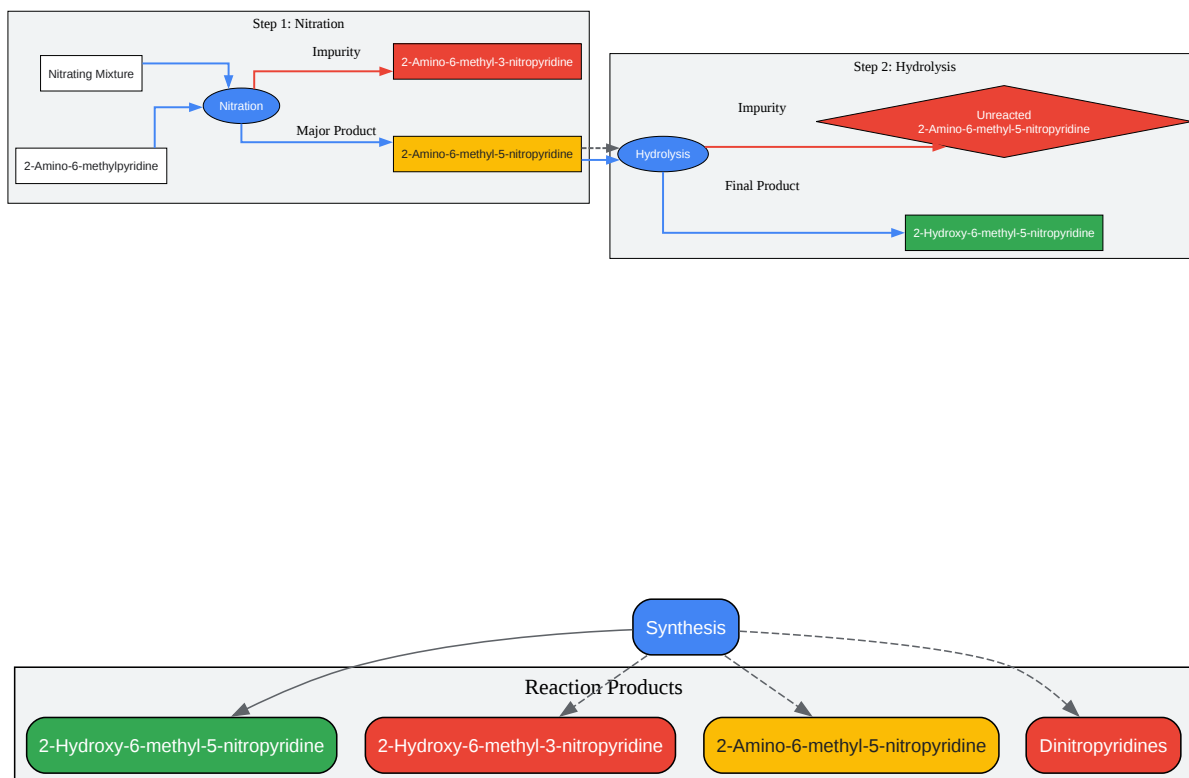 Step 1: Nitration
Nitrating Mixture
2-Amino-6-methylpyridine
Nitration
Impurity
2-Amino-6-methyl-3-nitropyridine
Major Product
2-Amino-6-methyl-5-nitropyridine
Step 2: Hydrolysis
Hydrolysis
Impurity
Unreacted
2-Amino-6-methyl-5-nitropyridine
Final Product
2-Hydroxy-6-methyl-5-nitropyridine
Synthesis
Reaction Products
2-Hydroxy-6-methyl-5-nitropyridine
2-Hydroxy-6-methyl-3-nitropyridine
2-Amino-6-methyl-5-nitropyridine
Dinitropyridines